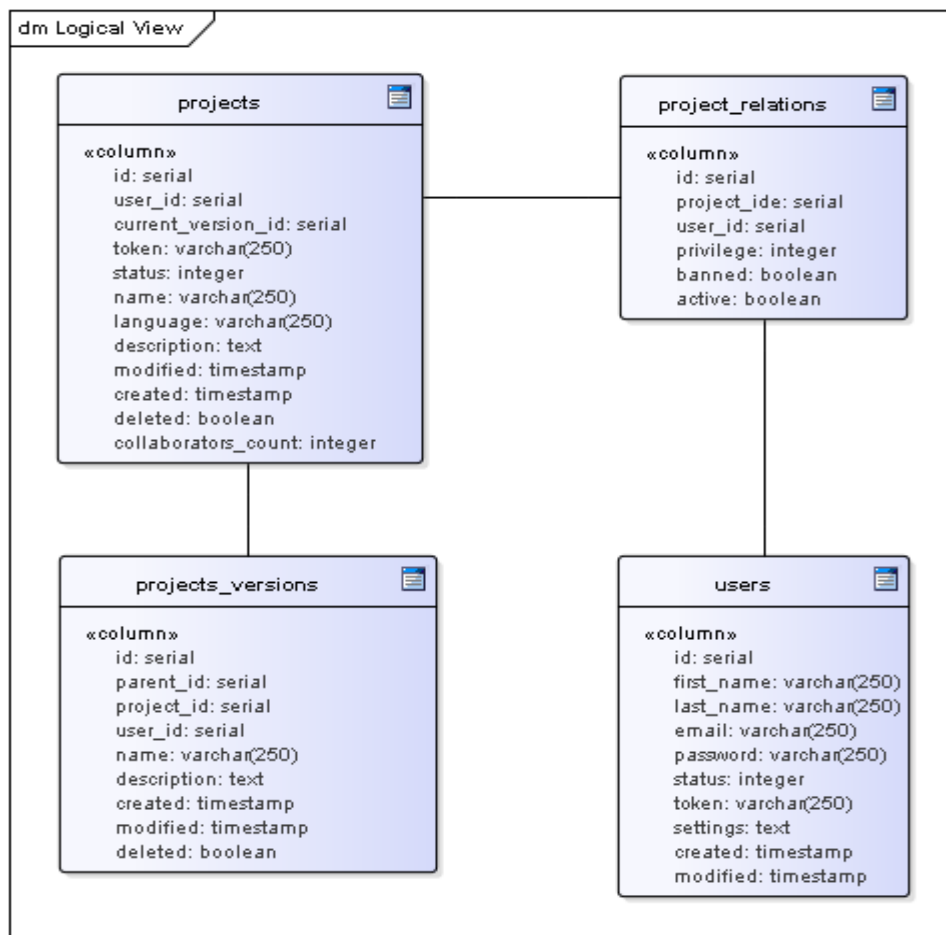 dm Logical View
projects
«column»
id: serial
user_id: serial
current_version_id: serial
token: varchar(250)
status: integer
name: varchar(250)
language: varchar(250)
description: text
modified: timestamp
created: timestamp
deleted: boolean
collaborators_count: integer
project_relations
«column»
id: serial
project_ide: serial
user_id: serial
privilege: integer
banned: boolean
active: boolean
projects_versions
«column»
id: serial
parent_id: serial
project_id: serial
user_id: serial
name: varchar(250)
description: text
created: timestamp
modified: timestamp
deleted: boolean
users
«column»
id: serial
first_name: varchar(250)
last_name: varchar(250)
email: varchar(250)
password: varchar(250)
status: integer
token: varchar(250)
settings: text
created: timestamp
modified: timestamp